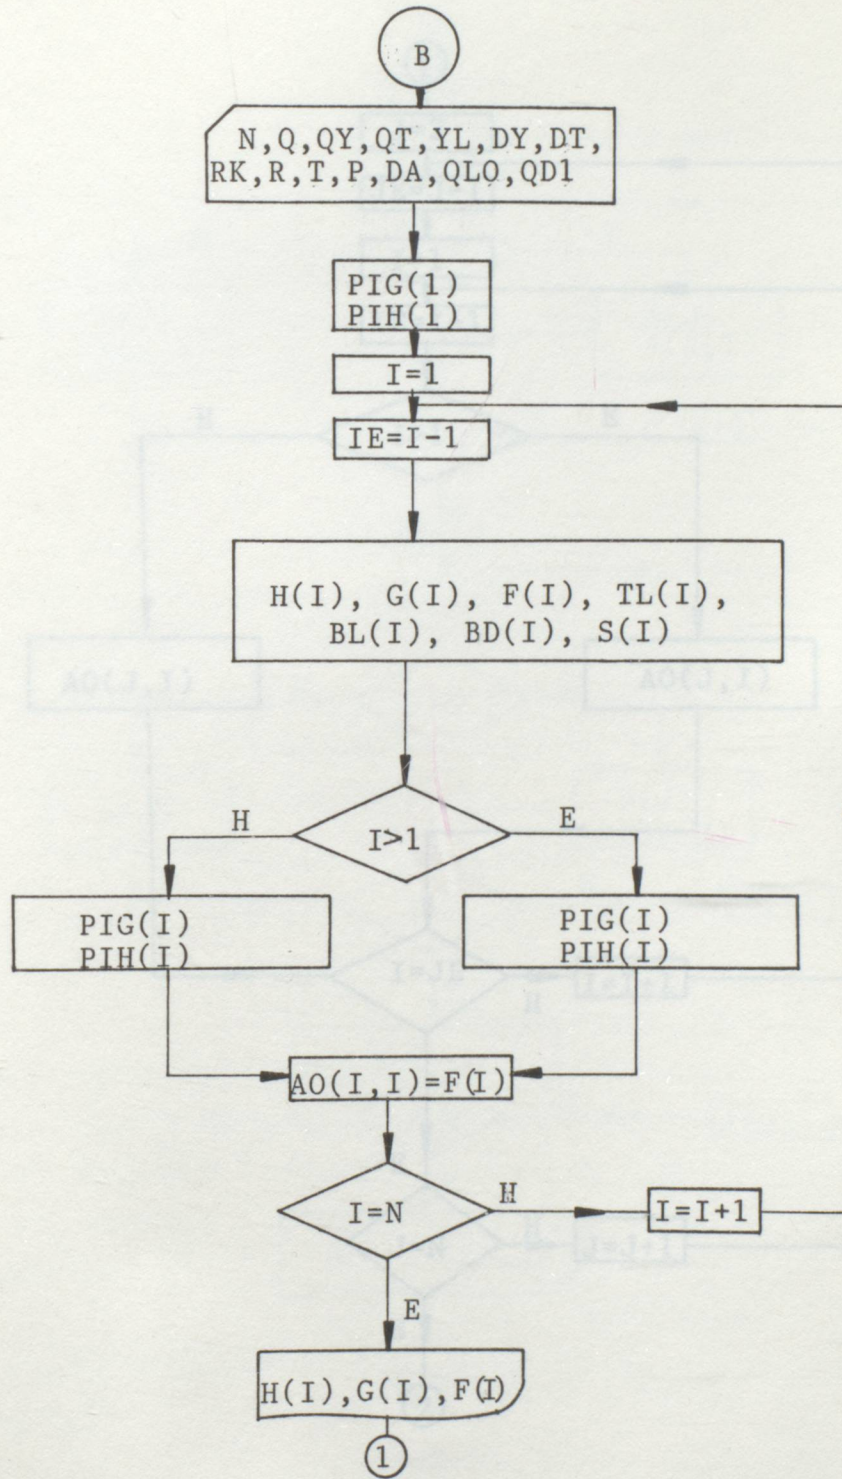 B
N,Q,QY,QT,YL,DY,DT,
RK,R,T,P,DA,QLO,QD1
PIG(1)
PIH(1)
I=1
IE=I-1
H(I), G(I), F(I), TL(I),
BL(I), BD(I), S(I)
H
I>1
E
PIG(I)
PIH(I)
PIG(I)
PIH(I)
AO(I,I)=F(I)
I=N
H
I=I+1
E
H(I),G(I),F(I)
1